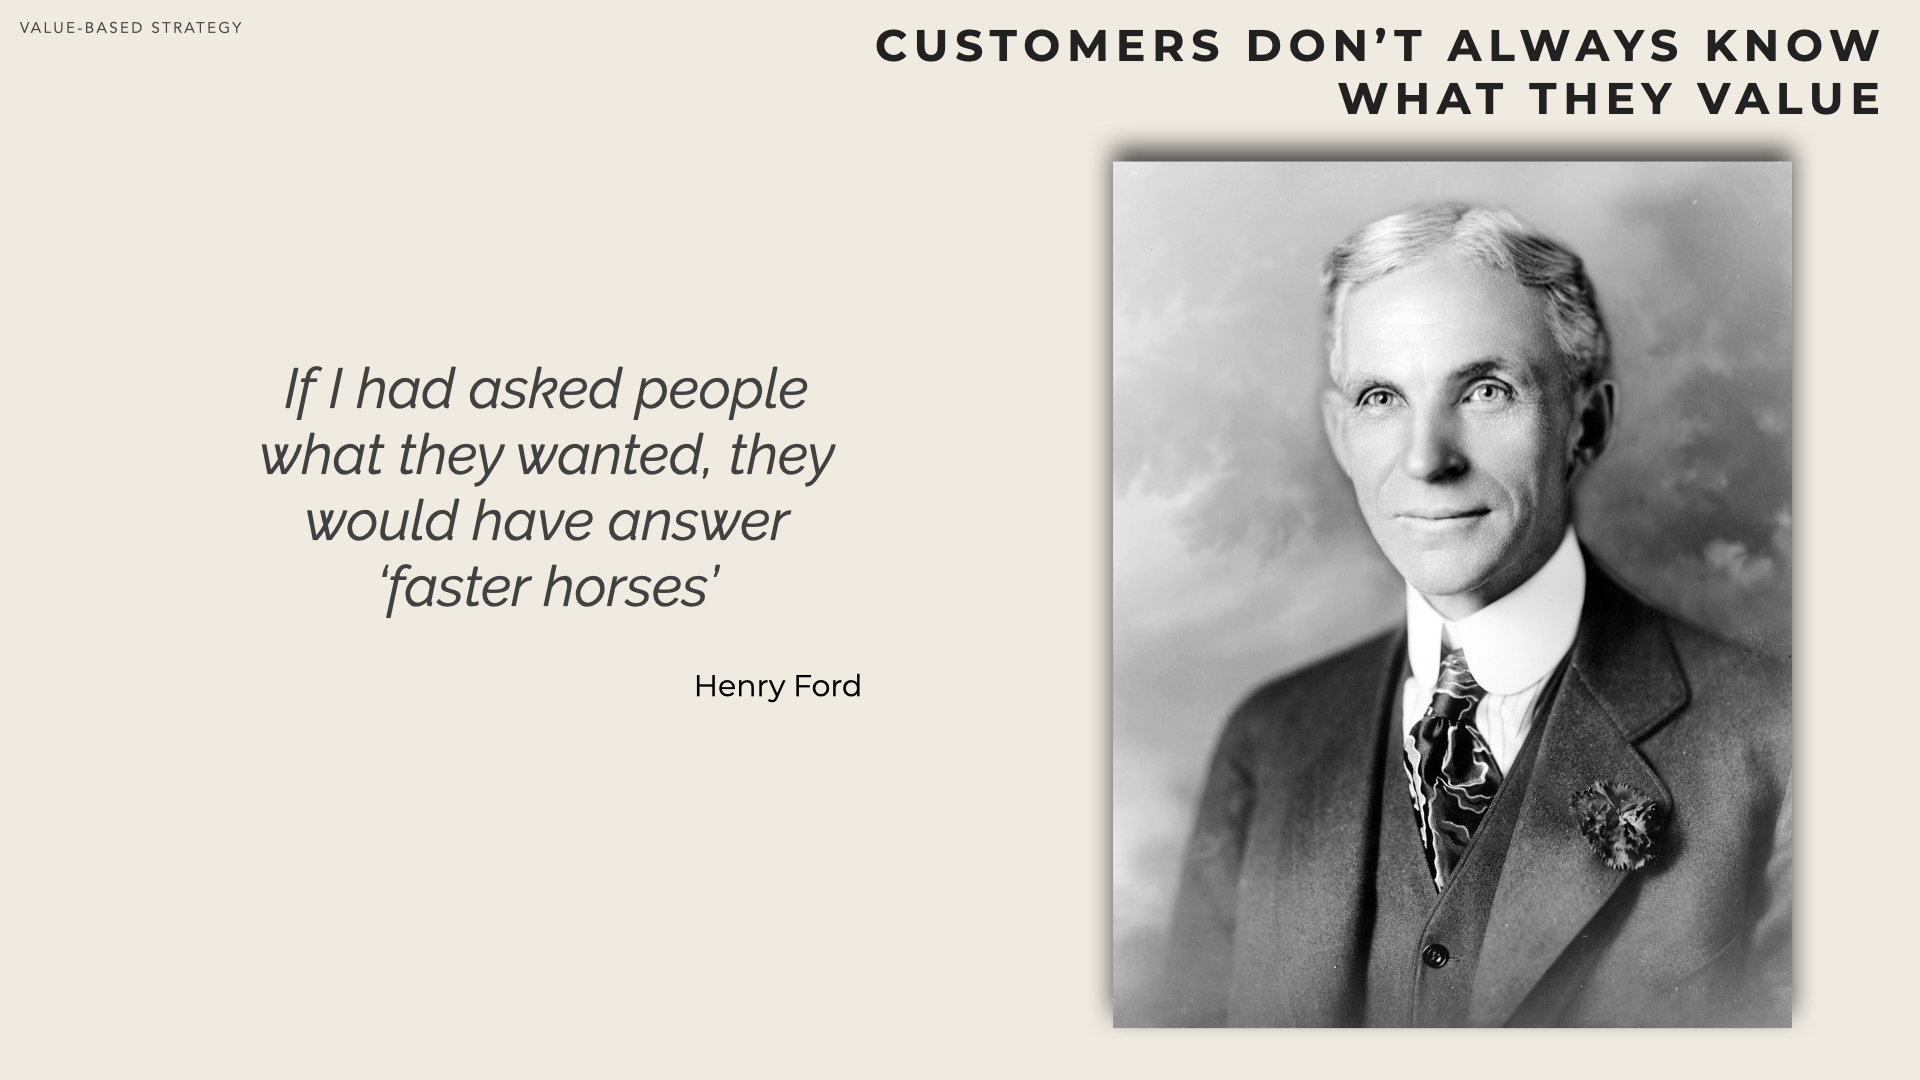 VALUE-BASED STRATEGY
CUSTOMERS DON’T ALWAYS KNOW
WHAT THEY VALUE
If I had asked people
what they wanted, they
would have answer
‘faster horses’
Henry Ford